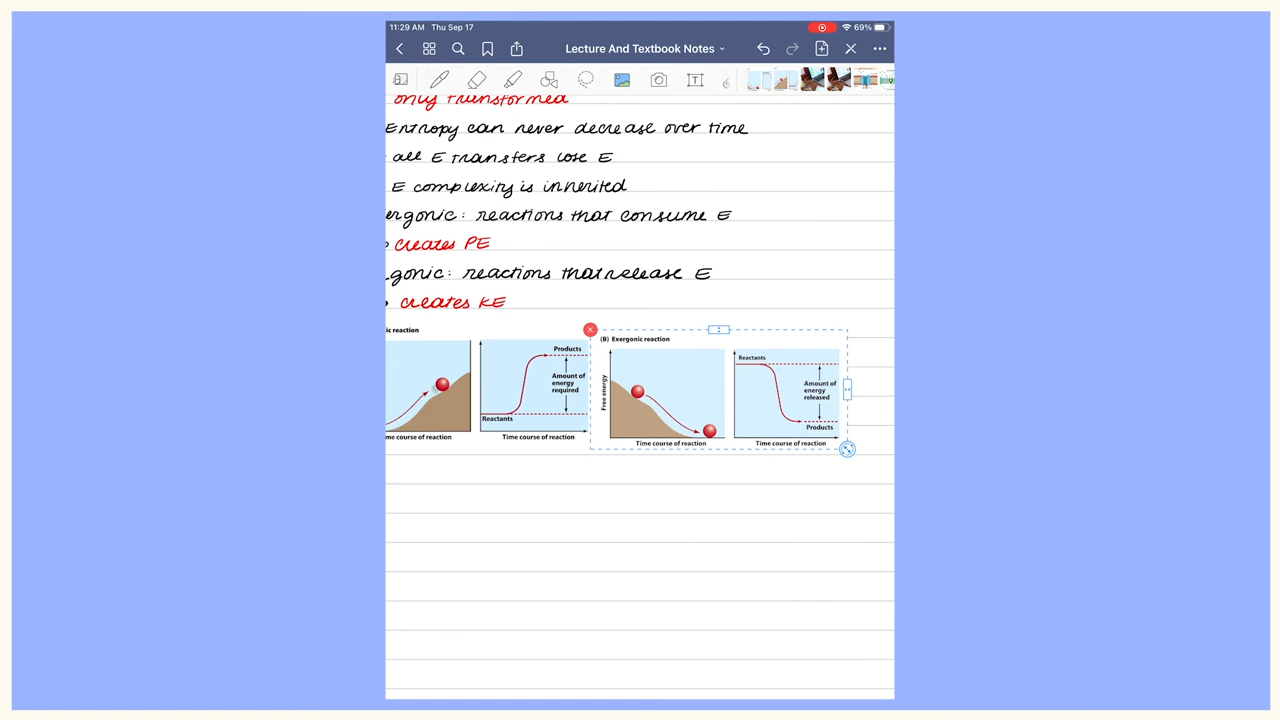 11:29 AM Thu Sep 17
69%
Lecture And Textbook Notes
only transformed
Entropy can never decrease over time
all E transfers lose E
E complexity is inherited
ergonic: reactions that consume E
creates PE
gonic: reactions that release E
creates KE
ic reaction
Products
Amount of
energy
required
Reactants
me course of reaction
Time course of reaction
(B) Exergonic reaction
Free energy
Time course of reaction
Reactants
Amount of
energy
released
Products
Time course of reaction